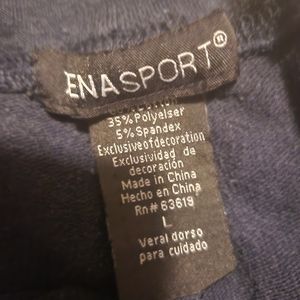 ENASPORT®
35% Polyelser
5% Spandex
Exclusiveofdecoration
Exclusividad de
decoración
Made in China
Hecho en China
Rn# 63619
L
Veral dorso
para cuidado